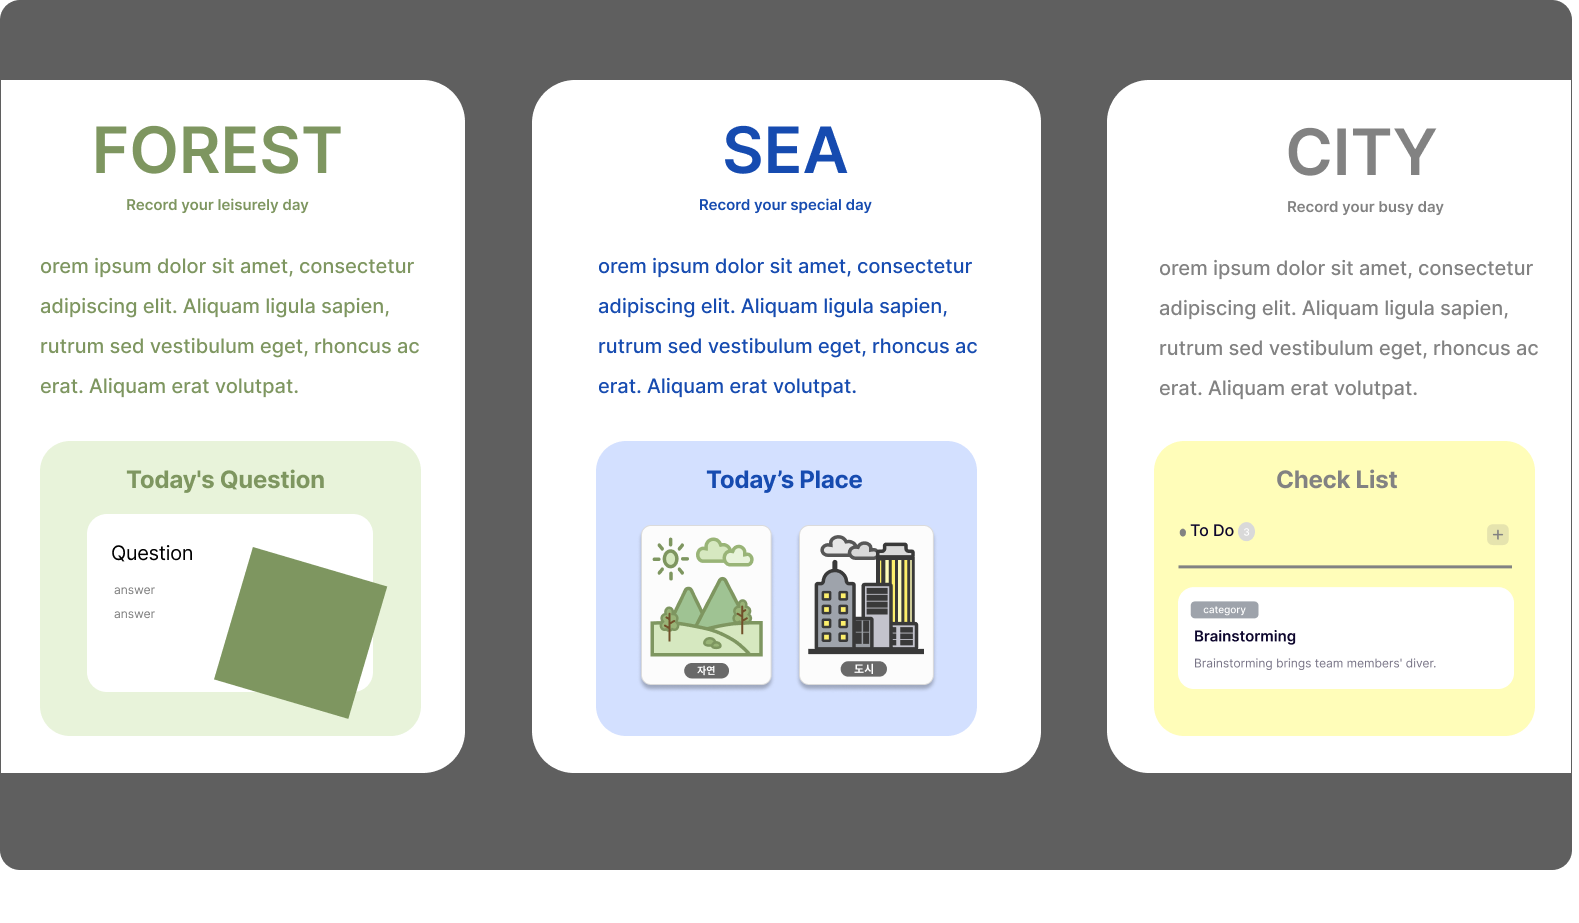 FOREST
Record your leisurely day
orem ipsum dolor sit amet, consectetur
adipiscing elit. Aliquam ligula sapien,
rutrum sed vestibulum eget, rhoncus ac
erat. Aliquam erat volutpat.
Today's Question
Question
answer
answer
SEA
Record your special day
orem ipsum dolor sit amet, consectetur
adipiscing elit. Aliquam ligula sapien,
rutrum sed vestibulum eget, rhoncus ac
erat. Aliquam erat volutpat.
Today’s Place
자연
도시
CITY
Record your busy day
orem ipsum dolor sit amet, consectetur
adipiscing elit. Aliquam ligula sapien,
rutrum sed vestibulum eget, rhoncus ac
erat. Aliquam erat volutpat.
Check List
To Do 3
category
Brainstorming
Brainstorming brings team members' diver.